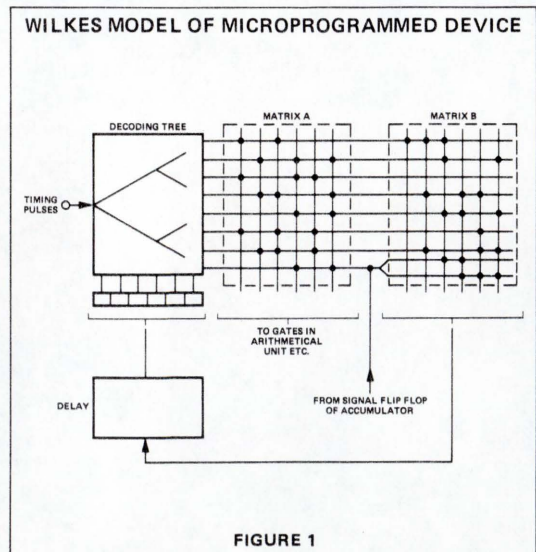 WILKES MODEL OF MICROPROGRAMMED DEVICE
DECODING TREE
MATRIX A
MATRIX B
TIMING
PULSES
TO GATES IN
ARITHMETICAL
UNIT ETC.
FROM SIGNAL FLIP FLOP
OF ACCUMULATOR
DELAY
FIGURE 1